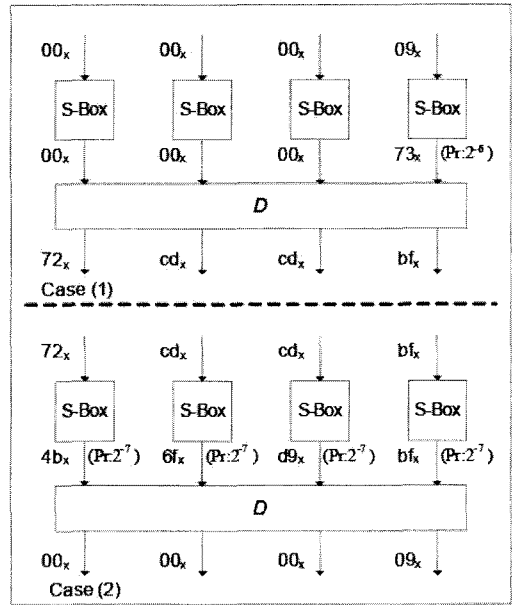 00x 00x 00x 09x
S-Box S-Box S-Box S-Box
00x 00x 00x 73x (Pr:2⁻⁶)
D
72x cdx cdx bfx
Case (1)
72x cdx cdx bfx
S-Box S-Box S-Box S-Box
4bx (Pr:2⁻⁷) 6fx (Pr:2⁻⁷) d9x (Pr:2⁻⁷) bfx (Pr:2⁻⁷)
D
00x 00x 00x 09x
Case (2)